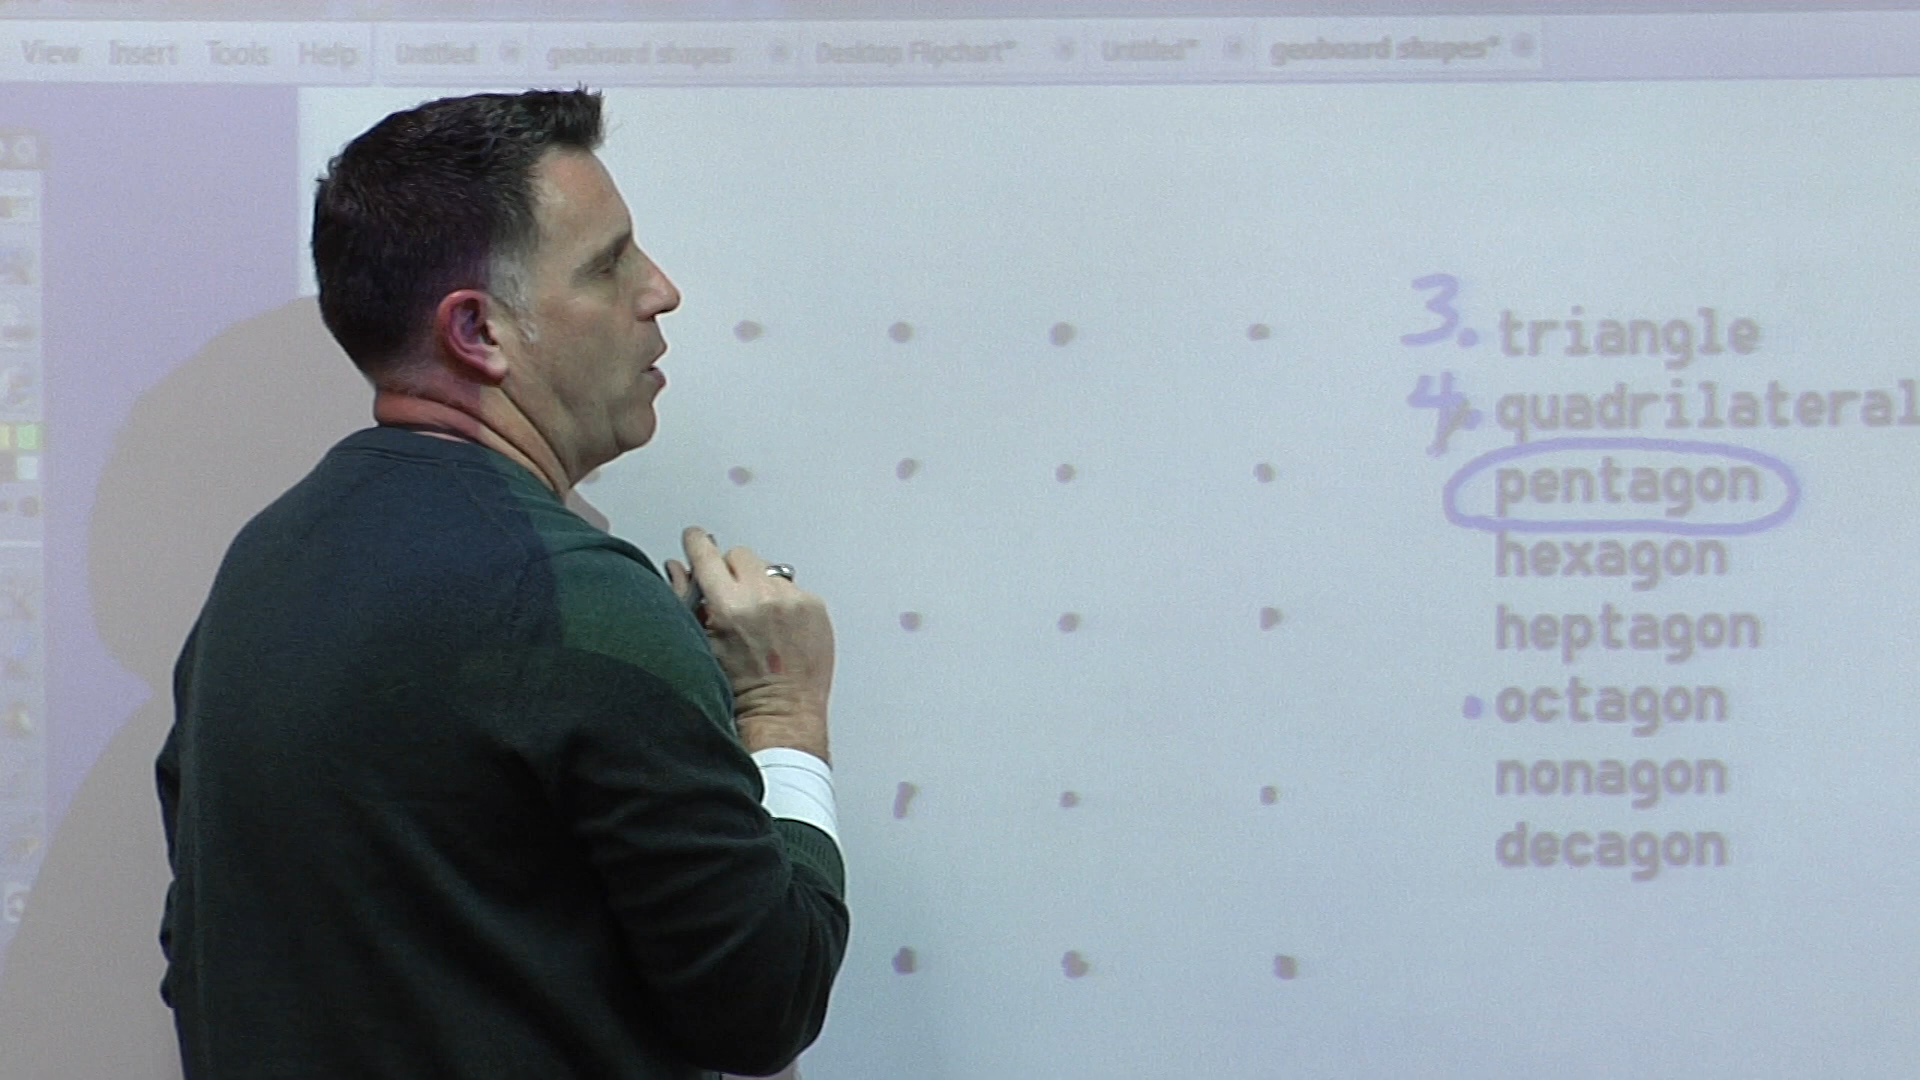 View Insert Tools Help Untitled geoboard shapes Desktop Flipchart* Untitled* geoboard shapes*
3. triangle
4. quadrilateral
pentagon
hexagon
heptagon
octagon
nonagon
decagon